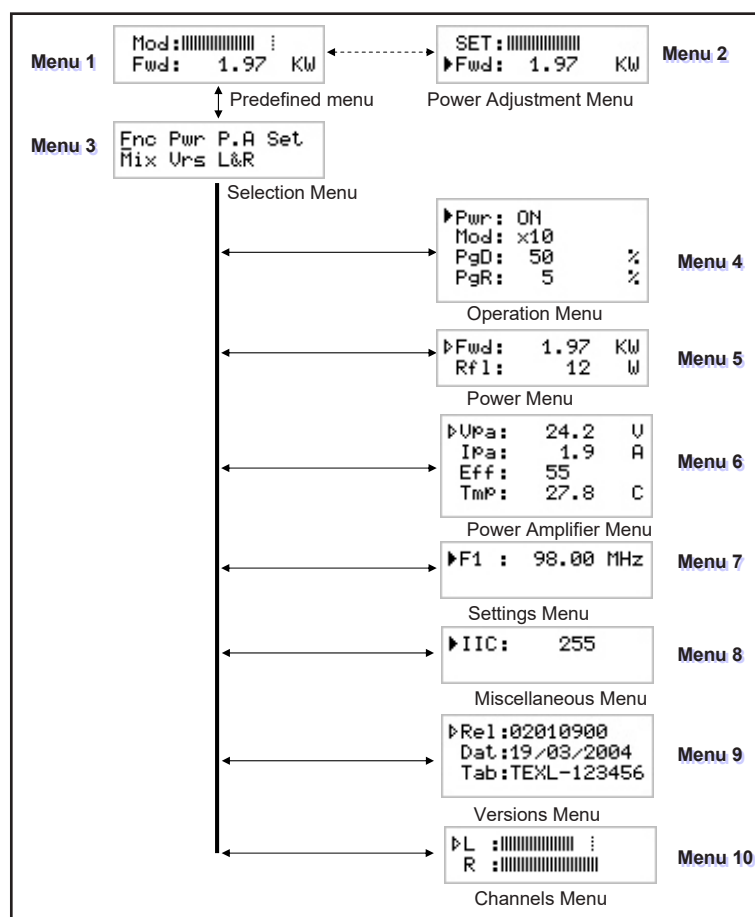 Menu 1
Mod:
Fwd: 1.97 KW
SET:
Fwd: 1.97 KW
Menu 2
Predefined menu
Power Adjustment Menu
Menu 3
Fnc Pwr P.A Set
Mix Vrs L&R
Selection Menu
Pwr: ON
Mod: x10
PgD: 50 %
PgR: 5 %
Menu 4
Operation Menu
Fwd: 1.97 KW
Rfl: 12 W
Menu 5
Power Menu
Vpa: 24.2 V
Ipa: 1.9 A
Eff: 55
Tmp: 27.8 C
Menu 6
Power Amplifier Menu
F1 : 98.00 MHz
Menu 7
Settings Menu
IIC: 255
Menu 8
Miscellaneous Menu
Rel:02010900
Dat:19/03/2004
Tab:TEXL-123456
Menu 9
Versions Menu
L :
R :
Menu 10
Channels Menu